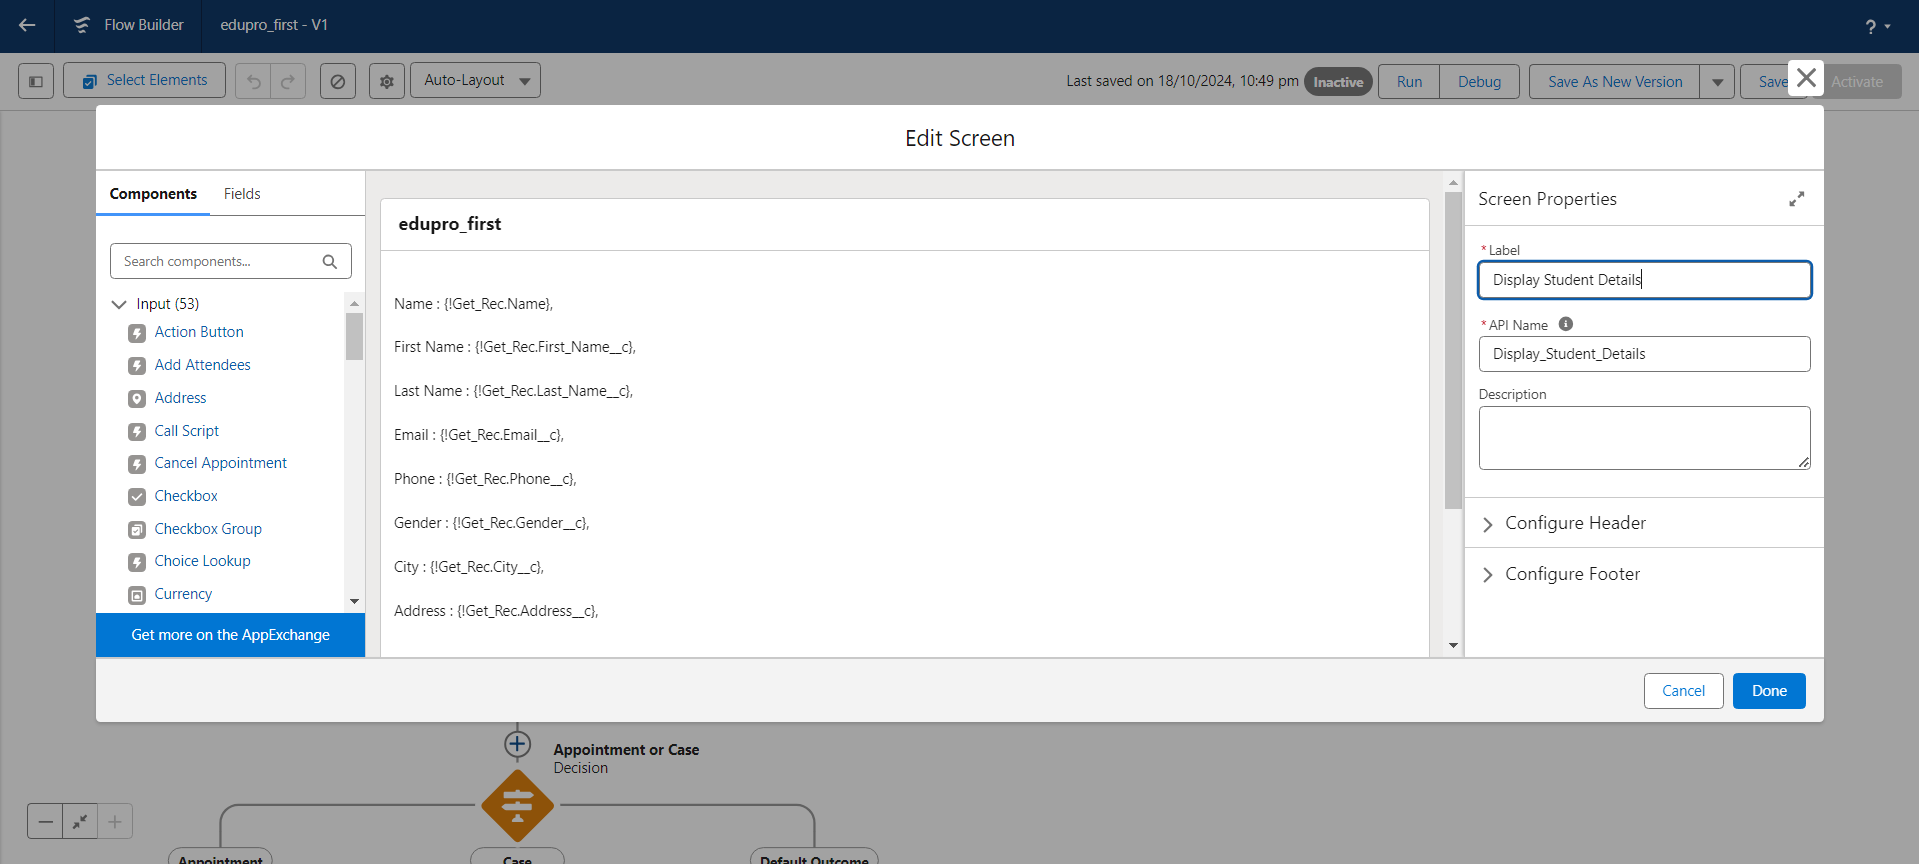 Flow Builder
edupro_first - V1
?
Select Elements
Auto-Layout
Last saved on 18/10/2024, 10:49 pm
Inactive
Run
Debug
Save As New Version
Save
Activate
Edit Screen
Components
Fields
Search components...
Input (53)
Action Button
Add Attendees
Address
Call Script
Cancel Appointment
Checkbox
Checkbox Group
Choice Lookup
Currency
Get more on the AppExchange
edupro_first
Name : {!Get_Rec.Name},
First Name : {!Get_Rec.First_Name__c},
Last Name : {!Get_Rec.Last_Name__c},
Email : {!Get_Rec.Email__c},
Phone : {!Get_Rec.Phone__c},
Gender : {!Get_Rec.Gender__c},
City : {!Get_Rec.City__c},
Address : {!Get_Rec.Address__c},
Screen Properties
* Label
Display Student Details
* API Name
Display_Student_Details
Description
Configure Header
Configure Footer
Cancel
Done
Appointment or Case
Decision
Appointment
Case
Default Outcome